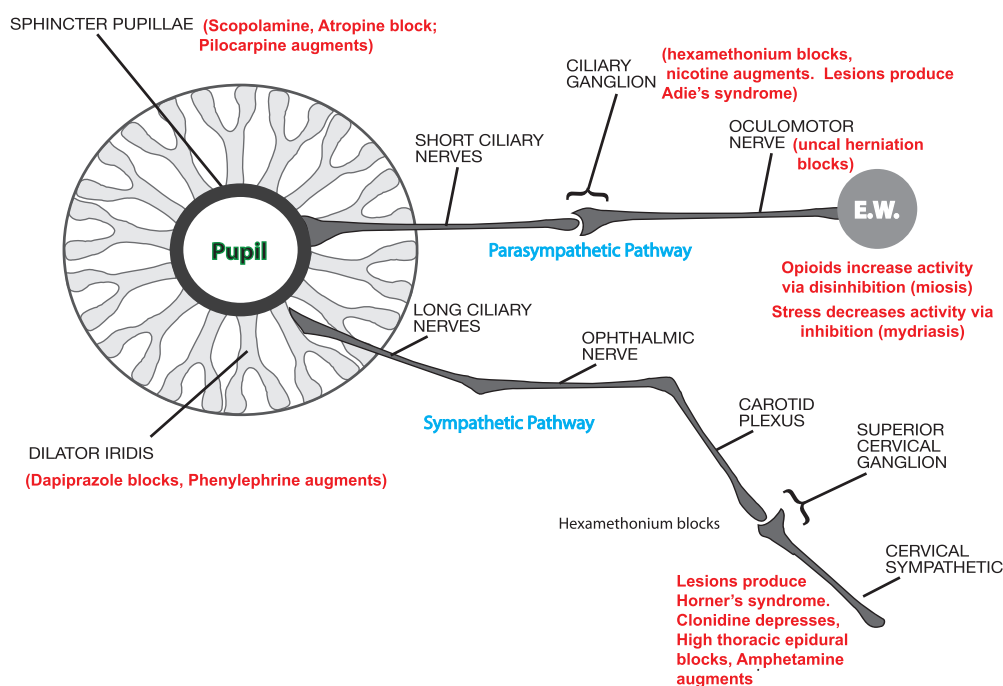 SPHINCTER PUPILLAE (Scopolamine, Atropine block;
Pilocarpine augments)
CILIARY
GANGLION
(hexamethonium blocks,
nicotine augments. Lesions produce
Adie's syndrome)
SHORT CILIARY
NERVES
OCULOMOTOR
NERVE (uncal herniation
blocks)
E.W.
Pupil
Parasympathetic Pathway
Opioids increase activity
via disinhibition (miosis)
Stress decreases activity via
inhibition (mydriasis)
LONG CILIARY
NERVES
OPHTHALMIC
NERVE
Sympathetic Pathway
CAROTID
PLEXUS
SUPERIOR
CERVICAL
GANGLION
DILATOR IRIDIS
(Dapiprazole blocks, Phenylephrine augments)
Hexamethonium blocks
CERVICAL
SYMPATHETIC
Lesions produce
Horner's syndrome.
Clonidine depresses,
High thoracic epidural
blocks, Amphetamine
augments